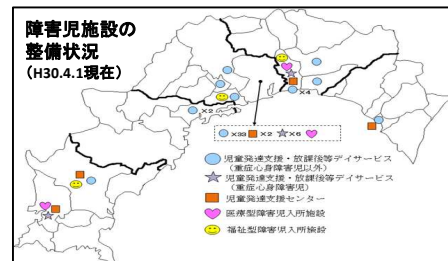 障害児施設の
整備状況
(H30.4.1現在)
×2
×4
×33 ×2 ×6
児童発達支援・放課後等デイサービス
(重症心身障害児以外)
児童発達支援・放課後等デイサービス
(重症心身障害児)
児童発達支援センター
医療型障害児入所施設
福祉型障害児入所施設